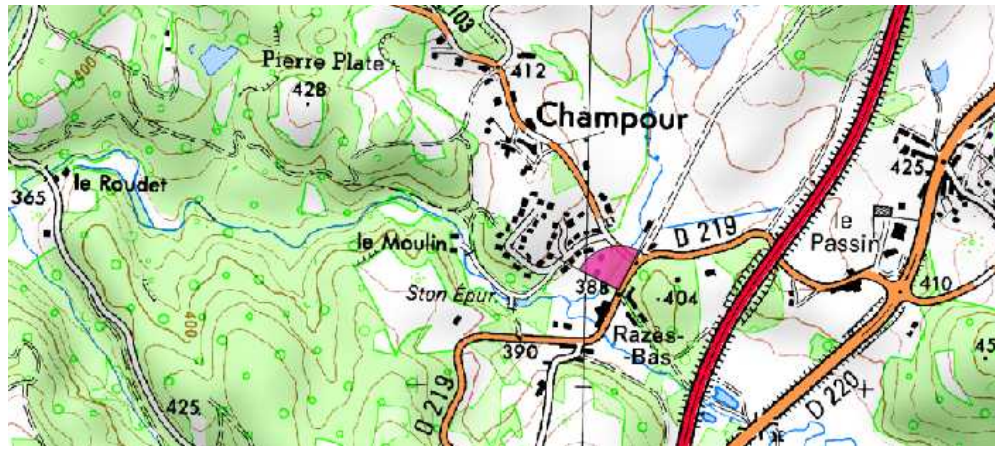 103
400
Pierre Plate
428
412
Champour
425
365
le Roudet
le Moulin
D 219
le
Passin
Ston Épur.
388
404
410
400
Razès-
Bas
390
45
425
D 219
D 220